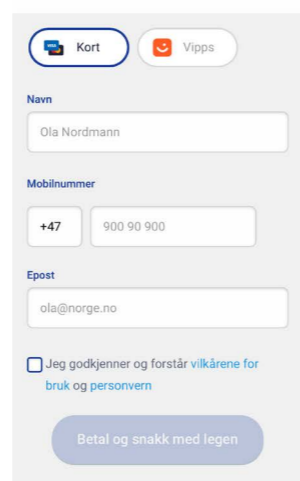 Kort Vipps
Navn
Ola Nordmann
Mobilnummer
+47 900 90 900
Epost
ola@norge.no
Jeg godkjenner og forstår vilkårene for
bruk og personvern
Betal og snakk med legen